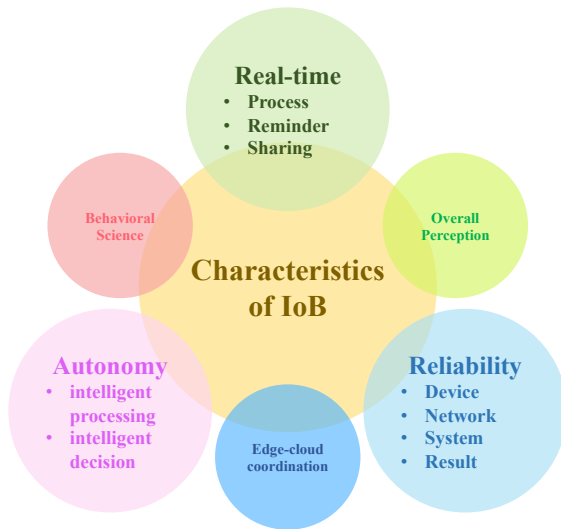 Real-time
• Process
• Reminder
• Sharing
Behavioral
Science
Overall
Perception
Characteristics
of IoB
Autonomy
• intelligent
processing
• intelligent
decision
Reliability
• Device
• Network
• System
• Result
Edge-cloud
coordination